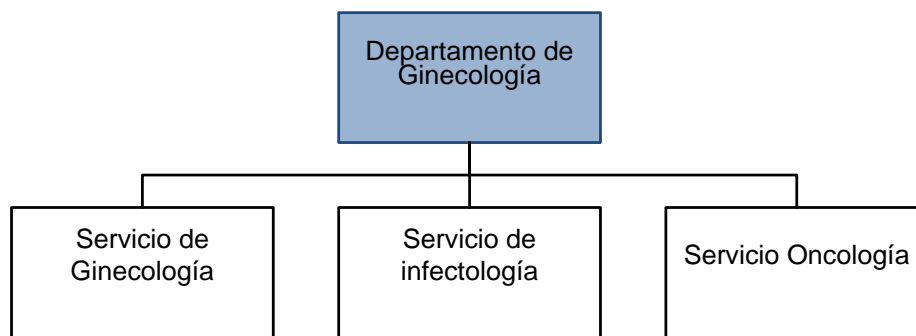 Departamento de
Ginecología
Servicio de
Ginecología
Servicio de
infectología
Servicio Oncología